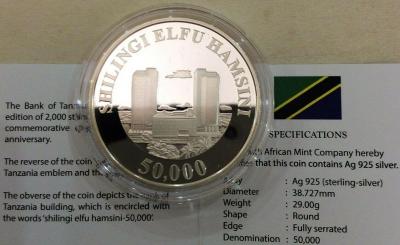 SHILINGI ELFU HAMSINI
50,000
The Bank of
edition of 2,000
commemorative
anniversary.
The reverse of the coin
Tanzania emblem and the
The obverse of the coin depicts the of
Tanzania building, which is encircled with
the words 'shilingi elfu hamsini-50,000'.
SPECIFICATIONS
African Mint Company hereby
that this coin contains Ag 925 silver.
: Ag 925 (sterling-silver)
Diameter : 38.727mm
Weight : 29.00g
Shape : Round
Edge : Fully serrated
Denomination : 50,000